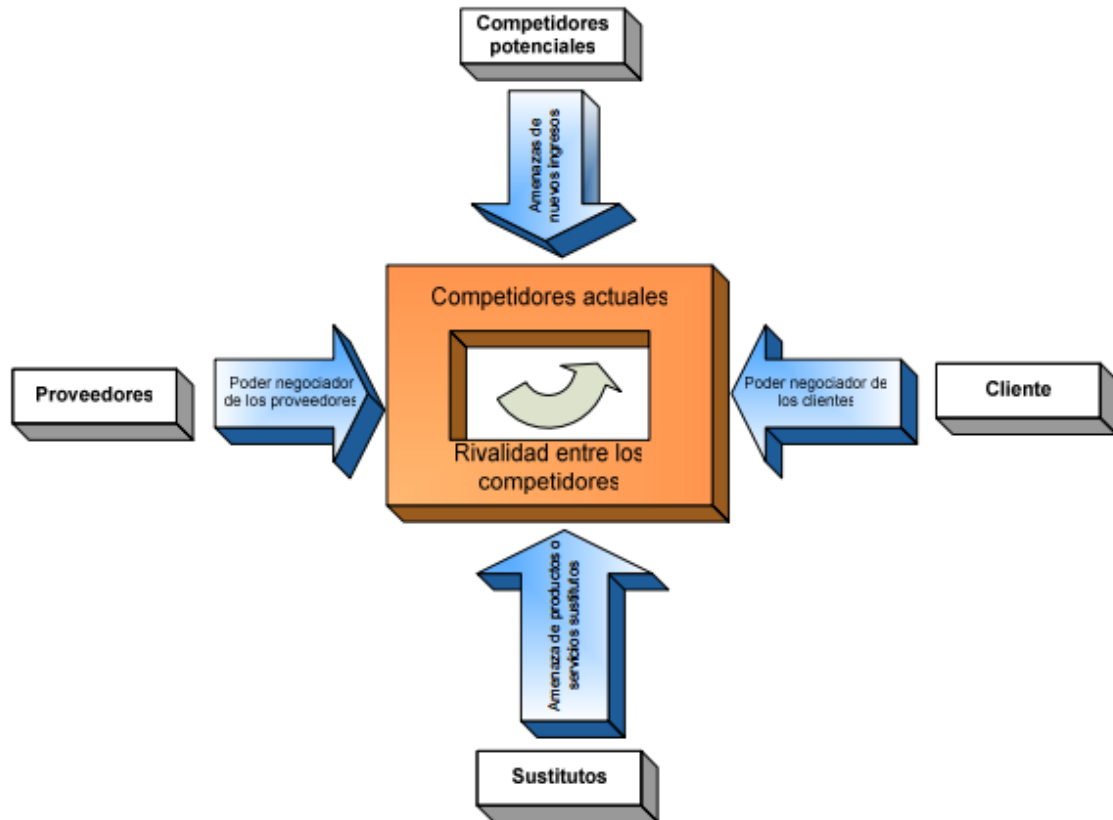 Competidores
potenciales
Amenazas de
nuevos ingresos
Competidores actuales
Proveedores
Poder negociador
de los proveedores
Poder negociador de
los clientes
Cliente
Rivalidad entre los
competidores
Amenaza de productos o
servicios sustitutos
Sustitutos